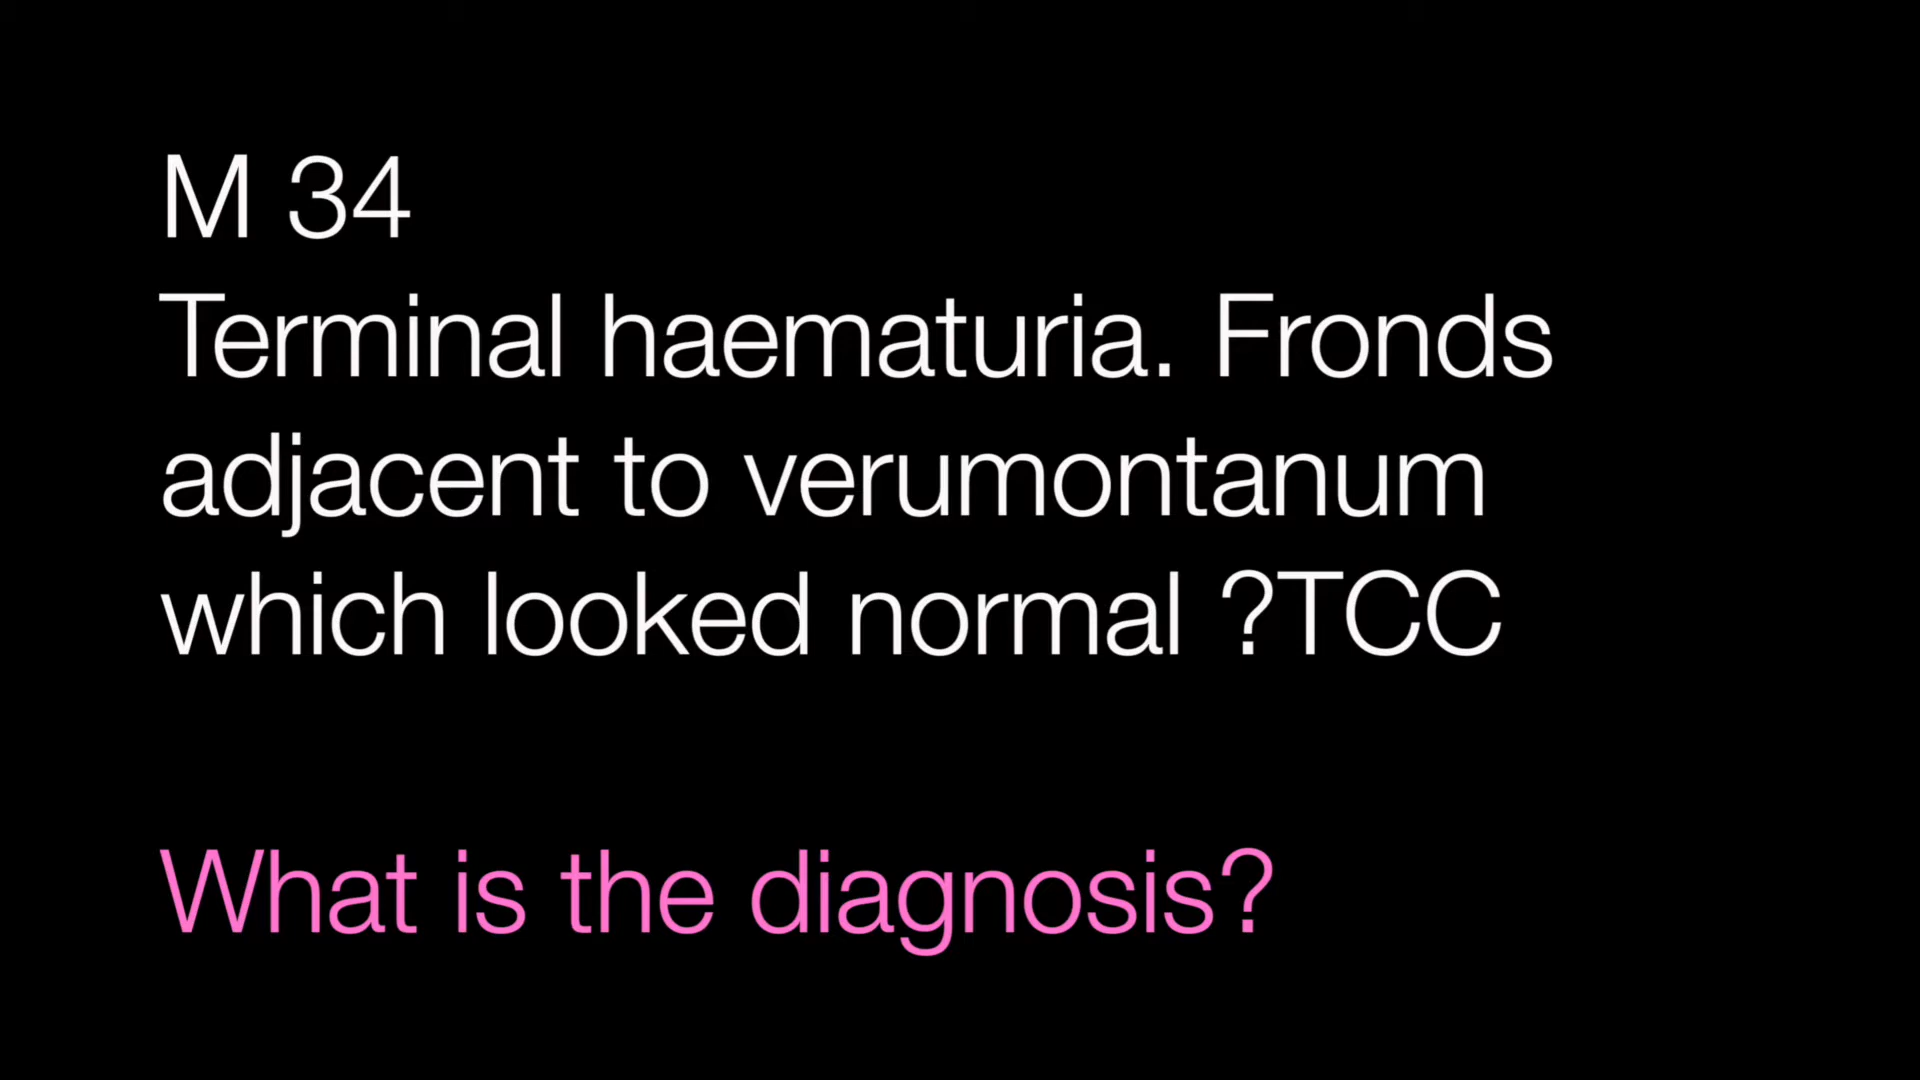 M 34
Terminal haematuria. Fronds
adjacent to verumontanum
which looked normal ?TCC
What is the diagnosis?